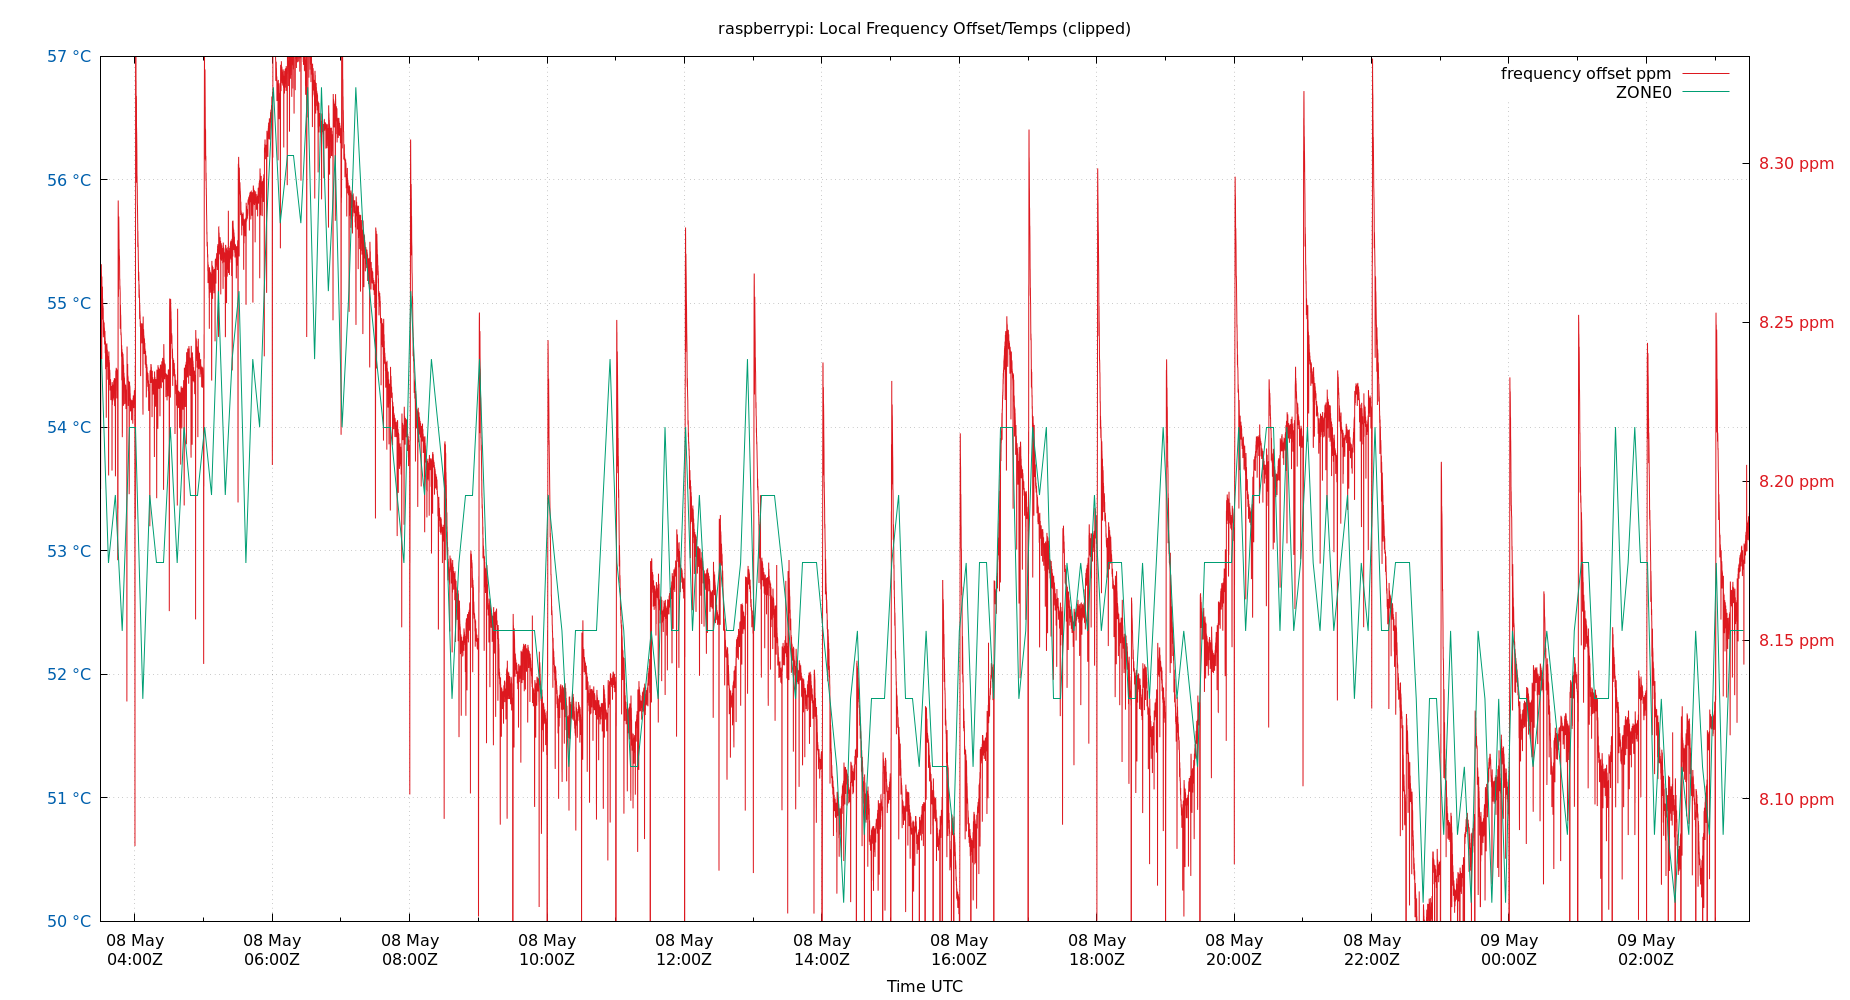 raspberrypi: Local Frequency Offset/Temps (clipped)
frequency offset ppm
ZONE0
57 °C
56 °C
55 °C
54 °C
53 °C
52 °C
51 °C
50 °C
8.30 ppm
8.25 ppm
8.20 ppm
8.15 ppm
8.10 ppm
08 May
04:00Z
08 May
06:00Z
08 May
08:00Z
08 May
10:00Z
08 May
12:00Z
08 May
14:00Z
08 May
16:00Z
08 May
18:00Z
08 May
20:00Z
08 May
22:00Z
09 May
00:00Z
09 May
02:00Z
Time UTC